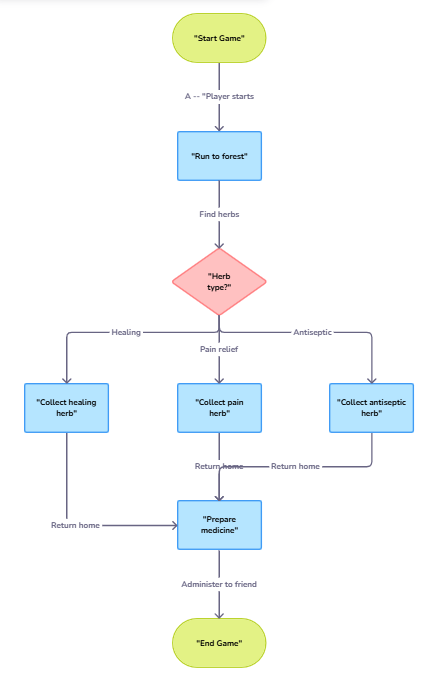 "Start Game"
A -- "Player starts
"Run to forest"
Find herbs
"Herb
type?"
Healing
Antiseptic
Pain relief
"Collect healing
herb"
"Collect pain
herb"
"Collect antiseptic
herb"
Return home
Return home
"Prepare
medicine"
Return home
Administer to friend
"End Game"